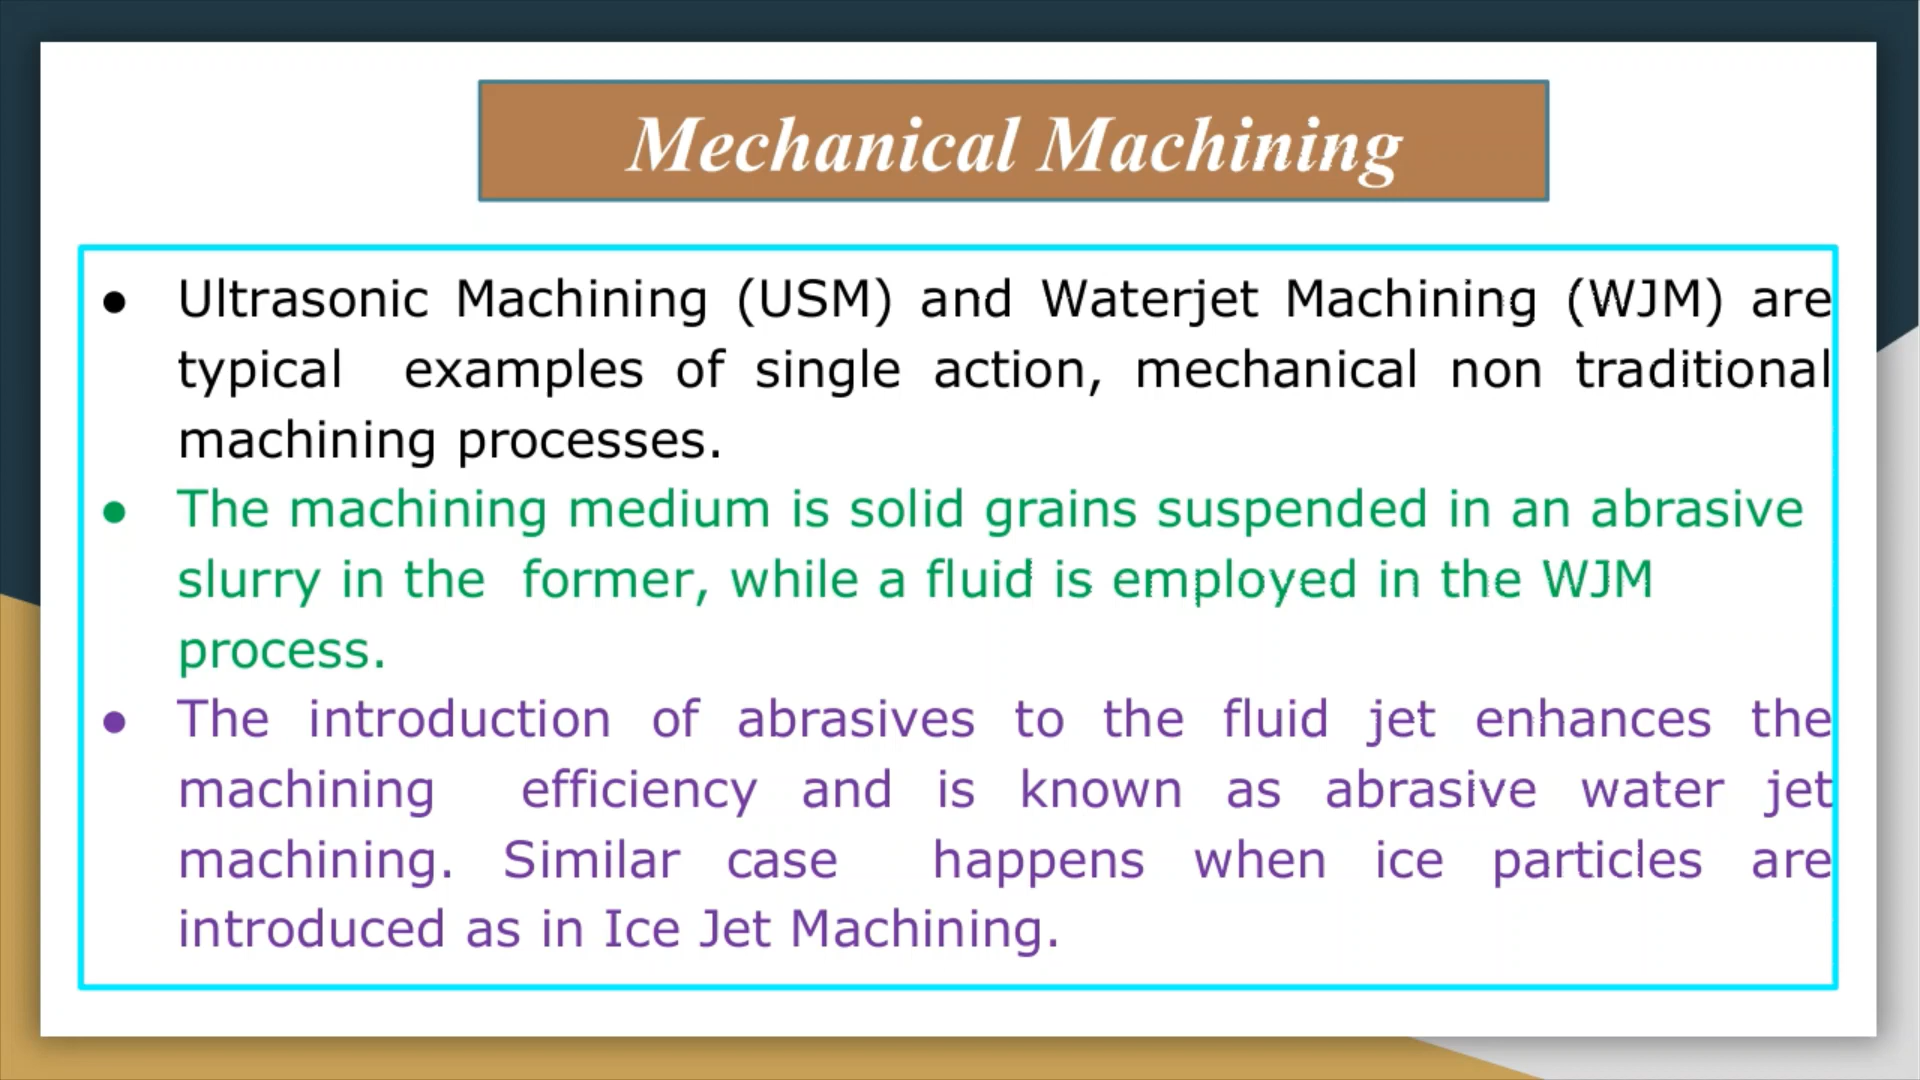 Mechanical Machining
● Ultrasonic Machining (USM) and Waterjet Machining (WJM) are
typical examples of single action, mechanical non traditional
machining processes.
● The machining medium is solid grains suspended in an abrasive
slurry in the former, while a fluid is employed in the WJM
process.
● The introduction of abrasives to the fluid jet enhances the
machining efficiency and is known as abrasive water jet
machining. Similar case happens when ice particles are
introduced as in Ice Jet Machining.